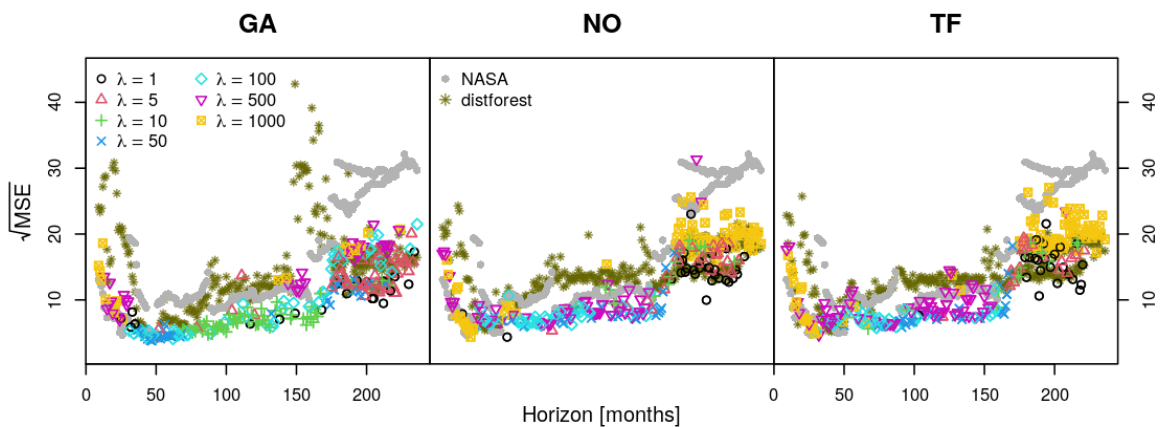 GA NO TF
λ = 1 λ = 100 NASA
λ = 5 λ = 500 distforest
λ = 10 λ = 1000
λ = 50
√MSE
10 20 30 40
10 20 30 40
0 50 100 150 200 0 50 100 150 200
Horizon [months]